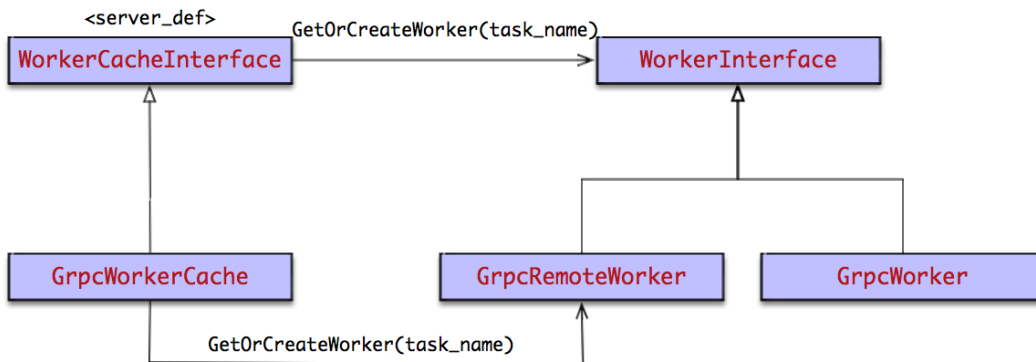 <server_def>
GetOrCreateWorker(task_name)
WorkerCacheInterface
WorkerInterface
GrpcWorkerCache
GrpcRemoteWorker
GrpcWorker
GetOrCreateWorker(task_name)